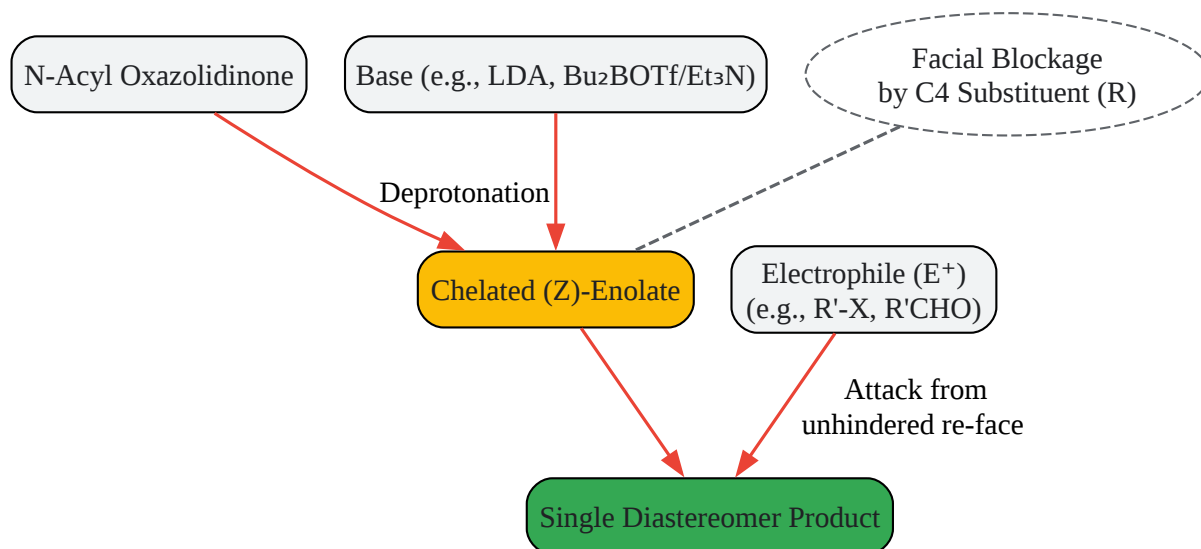 N-Acyl Oxazolidinone
Base (e.g., LDA, Bu₂BOTf/Et₃N)
Facial Blockage
by C4 Substituent (R)
Deprotonation
Chelated (Z)-Enolate
Electrophile (E⁺)
(e.g., R'-X, R'CHO)
Attack from
unhindered re-face
Single Diastereomer Product